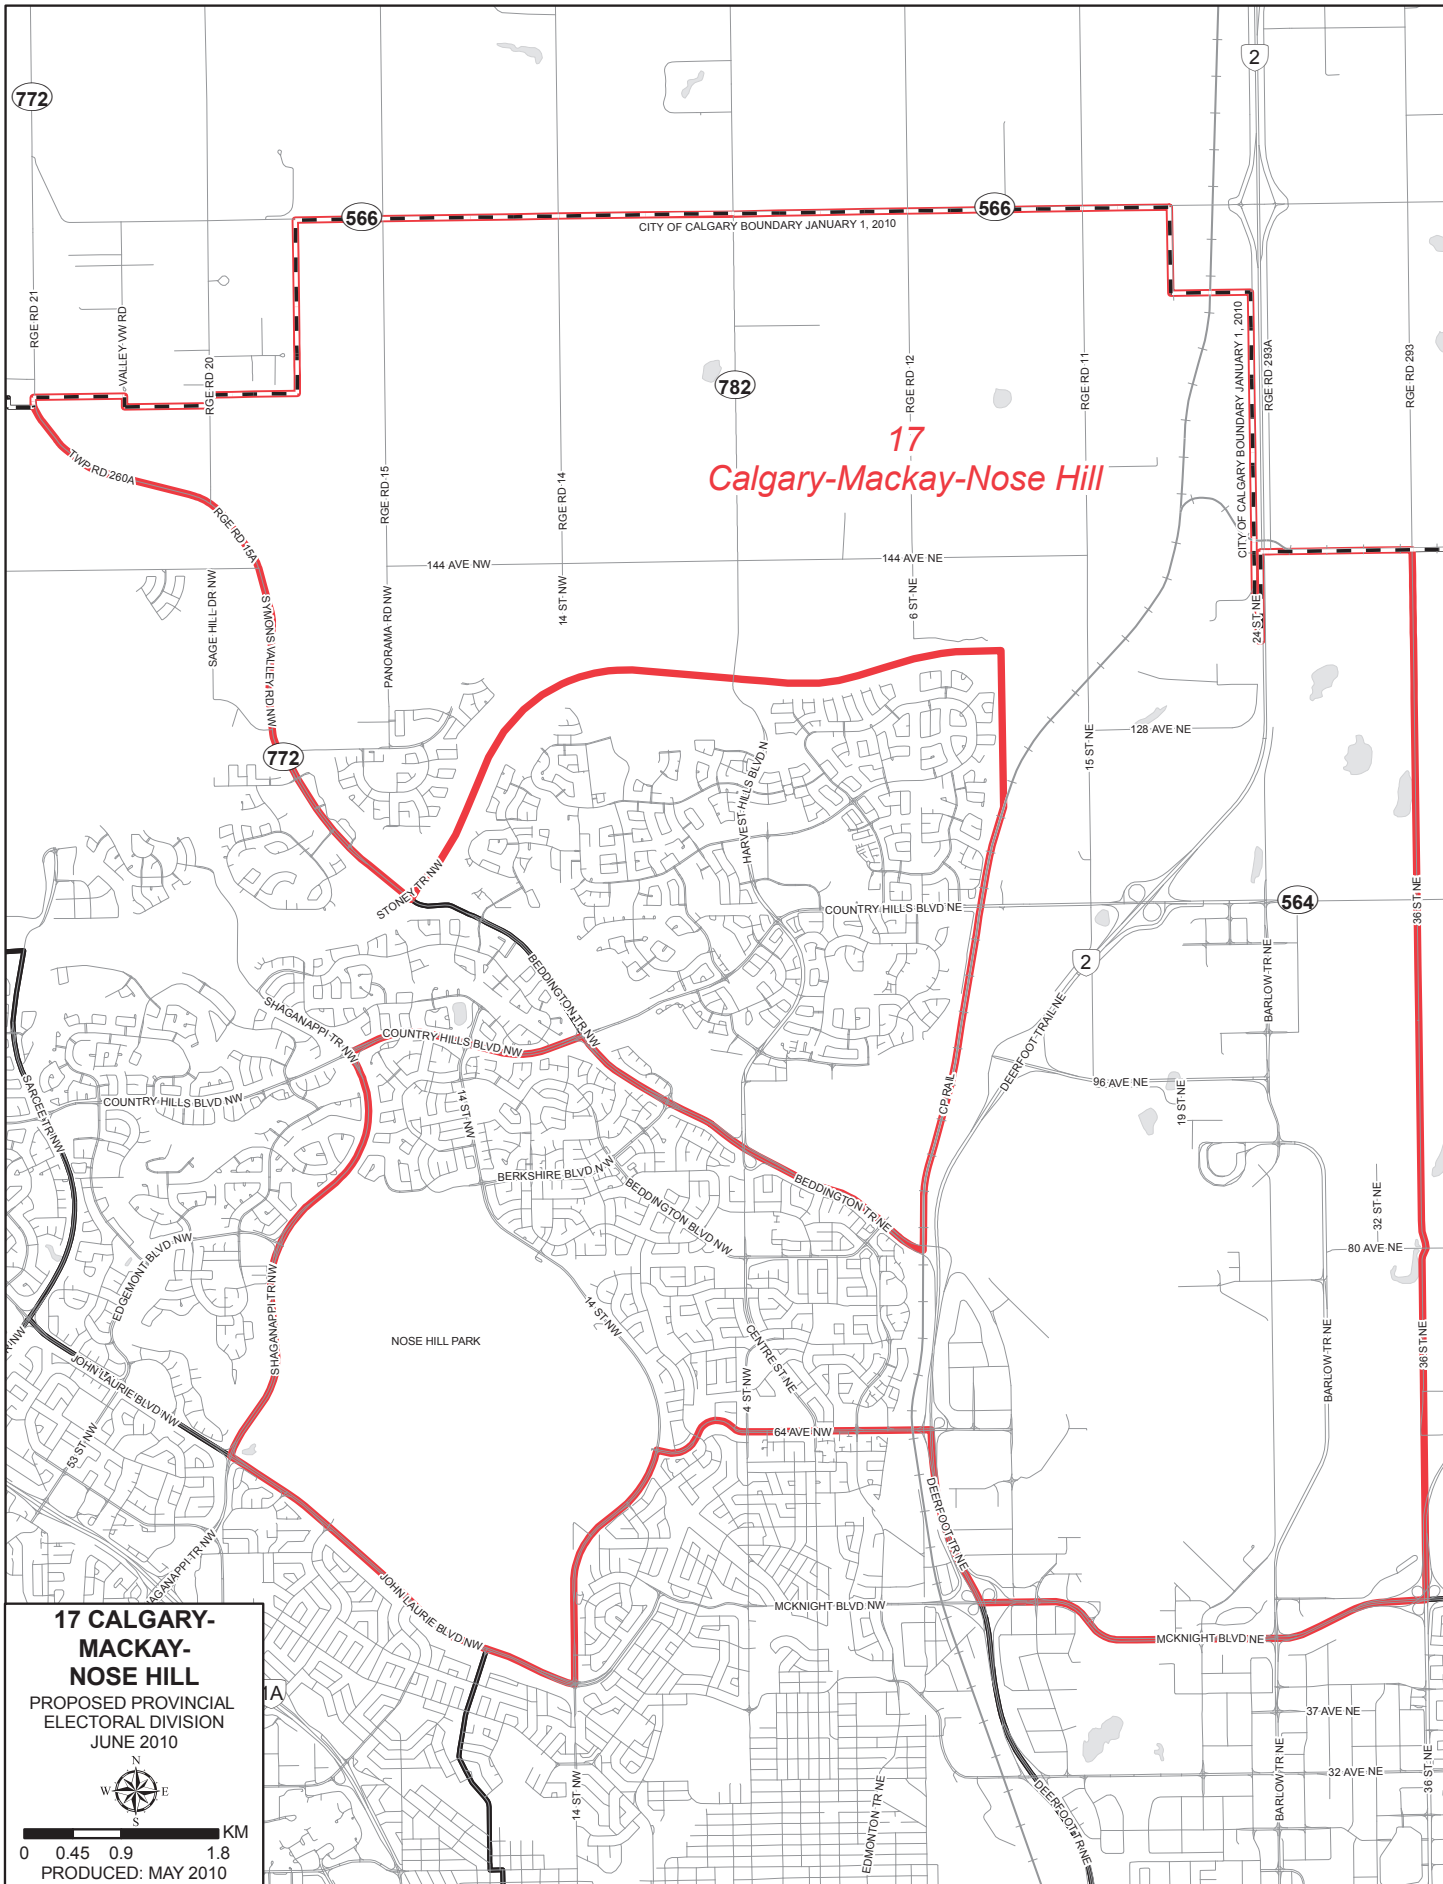 2
772
566
566
CITY OF CALGARY BOUNDARY JANUARY 1, 2010
RGE RD 21
VALLEY VW RD
RGE RD 20
782
RGE RD 12
RGE RD 11
CITY OF CALGARY BOUNDARY JANUARY 1, 2010
RGE RD 293A
RGE RD 293
17
Calgary-Mackay-Nose Hill
TWP RD 260A
RGE RD 15A
RGE RD 15
RGE RD 14
144 AVE NW
144 AVE NE
SYMONS VALLEY RD NW
SAGE HILL DR NW
PANORAMA RD NW
14 ST NW
6 ST NE
24 ST NE
772
128 AVE NE
15 ST NE
HARVEST HILLS BLVD N
STONEY TR NW
COUNTRY HILLS BLVD NE
564
36 ST NE
2
BEDDINGTON TR NW
BARLOW TR NE
SHAGANAPPI TR NW
COUNTRY HILLS BLVD NW
DEERFOOT TRAIL NE
SARCEE TR NW
COUNTRY HILLS BLVD NW
14 ST NW
CP RAIL
96 AVE NE
19 ST NE
BERKSHIRE BLVD NW
BEDDINGTON BLVD NW
BEDDINGTON TR NE
32 ST NE
80 AVE NE
EDGEMONT BLVD NW
SHAGANAPPI TR NW
14 ST NW
NOSE HILL PARK
CENTRE ST NE
4 ST NW
BARLOW TR NE
36 ST NE
R NW
JOHN LAURIE BLVD NW
53 ST NW
64 AVE NW
DEERFOOT TR NE
AGANAPPI TR NW
JOHN LAURIE BLVD NW
MCKNIGHT BLVD NW
MCKNIGHT BLVD NE
17 CALGARY-
MACKAY-
NOSE HILL
PROPOSED PROVINCIAL
ELECTORAL DIVISION
JUNE 2010
N
W E
S
KM
0 0.45 0.9 1.8
PRODUCED: MAY 2010
1A
14 ST NW
EDMONTON TR NE
DEERFOOT TR NE
37 AVE NE
32 AVE NE
BARLOW TR NE
36 ST NE